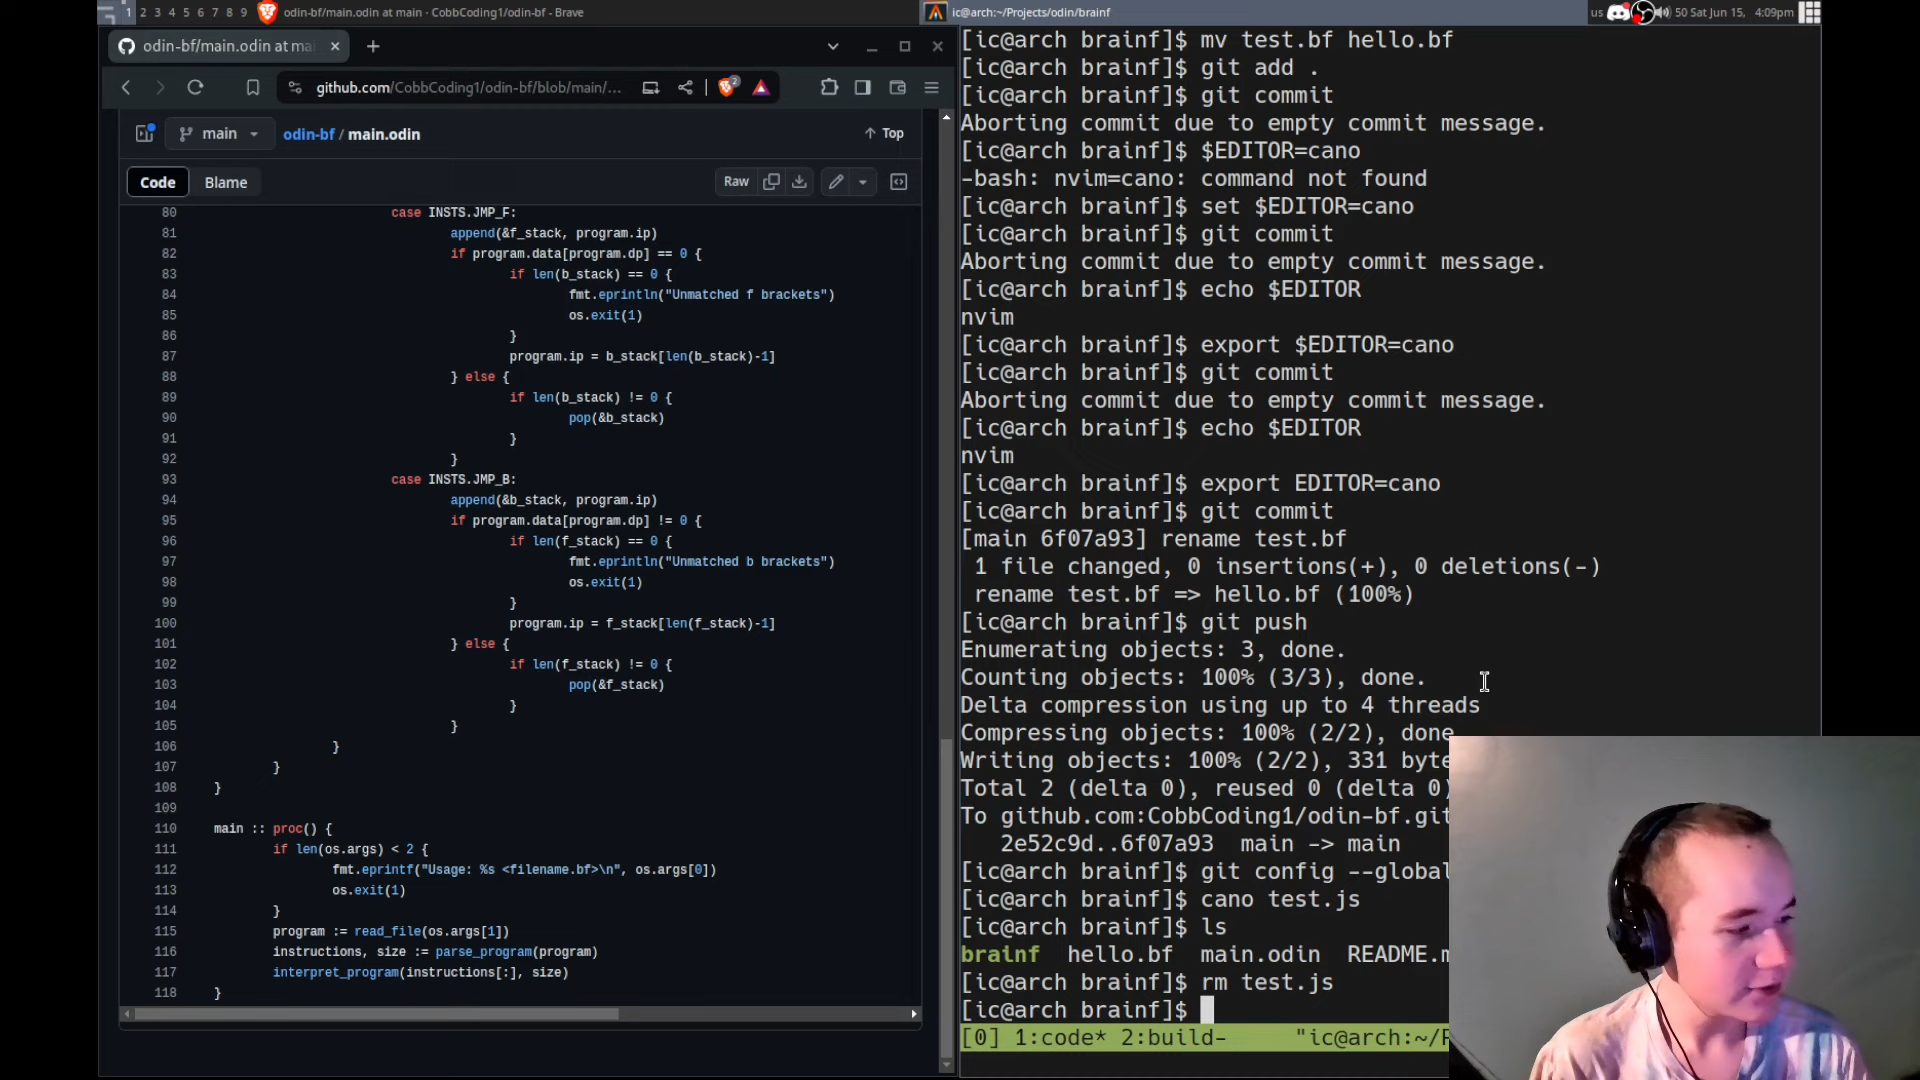 1 2 3 4 5 6 7 8 9 odin-bf/main.odin at main · CobbCoding1/odin-bf - Brave
ic@arch:~/Projects/odin/brainf
us 50 Sat Jun 15, 4:09pm
odin-bf/main.odin at mai
github.com/CobbCoding1/odin-bf/blob/main/...
2
main odin-bf / main.odin Top
Code Blame Raw
80 case INSTS.JMP_F:
81 append(&f_stack, program.ip)
82 if program.data[program.dp] == 0 {
83 if len(b_stack) == 0 {
84 fmt.eprintln("Unmatched f brackets")
85 os.exit(1)
86 }
87 program.ip = b_stack[len(b_stack)-1]
88 } else {
89 if len(b_stack) != 0 {
90 pop(&b_stack)
91 }
92 }
93 case INSTS.JMP_B:
94 append(&b_stack, program.ip)
95 if program.data[program.dp] != 0 {
96 if len(f_stack) == 0 {
97 fmt.eprintln("Unmatched b brackets")
98 os.exit(1)
99 }
100 program.ip = f_stack[len(f_stack)-1]
101 } else {
102 if len(f_stack) != 0 {
103 pop(&f_stack)
104 }
105 }
106 }
107 }
108 }
109
110 main :: proc() {
111 if len(os.args) < 2 {
112 fmt.eprintf("Usage: %s <filename.bf>\n", os.args[0])
113 os.exit(1)
114 }
115 program := read_file(os.args[1])
116 instructions, size := parse_program(program)
117 interpret_program(instructions[:], size)
118 }
[ic@arch brainf]$ mv test.bf hello.bf
[ic@arch brainf]$ git add .
[ic@arch brainf]$ git commit
Aborting commit due to empty commit message.
[ic@arch brainf]$ $EDITOR=cano
-bash: nvim=cano: command not found
[ic@arch brainf]$ set $EDITOR=cano
[ic@arch brainf]$ git commit
Aborting commit due to empty commit message.
[ic@arch brainf]$ echo $EDITOR
nvim
[ic@arch brainf]$ export $EDITOR=cano
[ic@arch brainf]$ git commit
Aborting commit due to empty commit message.
[ic@arch brainf]$ echo $EDITOR
nvim
[ic@arch brainf]$ export EDITOR=cano
[ic@arch brainf]$ git commit
[main 6f07a93] rename test.bf
1 file changed, 0 insertions(+), 0 deletions(-)
rename test.bf => hello.bf (100%)
[ic@arch brainf]$ git push
Enumerating objects: 3, done.
Counting objects: 100% (3/3), done.
Delta compression using up to 4 threads
Compressing objects: 100% (2/2), done
Writing objects: 100% (2/2), 331 byte
Total 2 (delta 0), reused 0 (delta 0)
To github.com:CobbCoding1/odin-bf.git
2e52c9d..6f07a93 main -> main
[ic@arch brainf]$ git config --global
[ic@arch brainf]$ cano test.js
[ic@arch brainf]$ ls
brainf hello.bf main.odin README.m
[ic@arch brainf]$ rm test.js
[ic@arch brainf]$
[0] 1:code* 2:build- "ic@arch:~/P